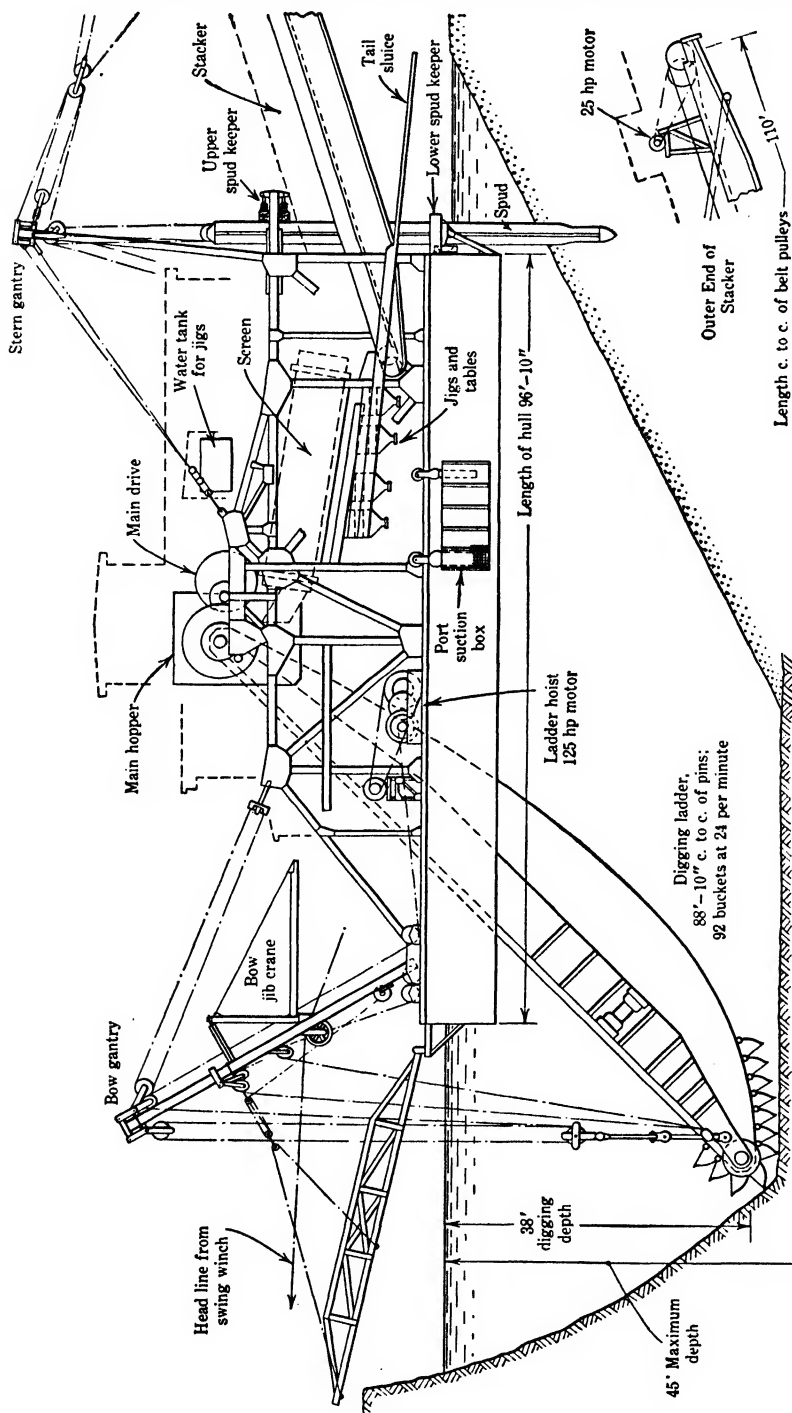 Stern gantry
Water tank
for jigs
Main drive
Main hopper
Screen
Upper
spud keeper
Stacker
Tail
sluice
Lower spud keeper
Spud
Jigs and
tables
Port
suction
box
Ladder hoist
125 hp motor
Length of hull 96'-10"
Bow gantry
Bow
jib crane
Head line from
swing winch
Digging ladder,
88'-10" c. to c. of pins;
92 buckets at 24 per minute
38'
digging
depth
45' Maximum
depth
25 hp motor
110'
Outer End of
Stacker
Length c. to c. of belt pulleys